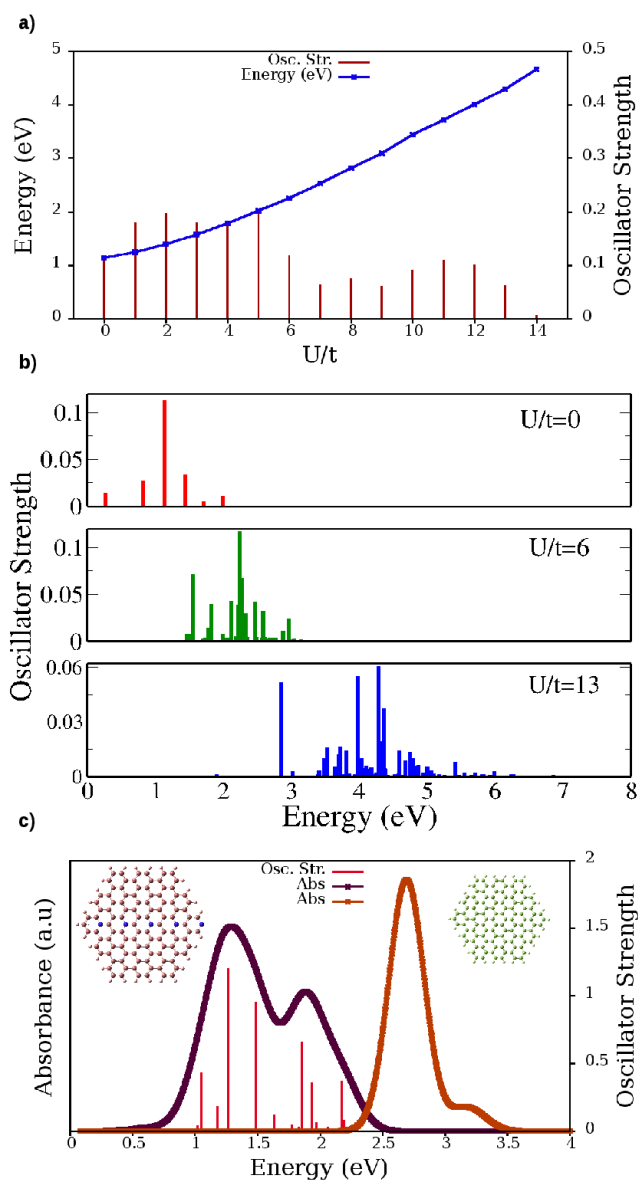 a)
Osc. Str.
Energy (eV)
5
4
3
2
1
0
Energy (eV)
0.5
0.4
0.3
0.2
0.1
0
Oscillator Strength
0 2 4 6 8 10 12 14
U/t
b)
Oscillator Strength
0.1
0.05
0
U/t=0
0.1
0.05
0
U/t=6
0.06
0.03
0
U/t=13
0 1 2 3 4 5 6 7 8
Energy (eV)
c)
Osc. Str.
Abs
Abs
Absorbance (a.u)
2
1.5
1
0.5
0
Oscillator Strength
0 0.5 1 1.5 2 2.5 3 3.5 4
Energy (eV)